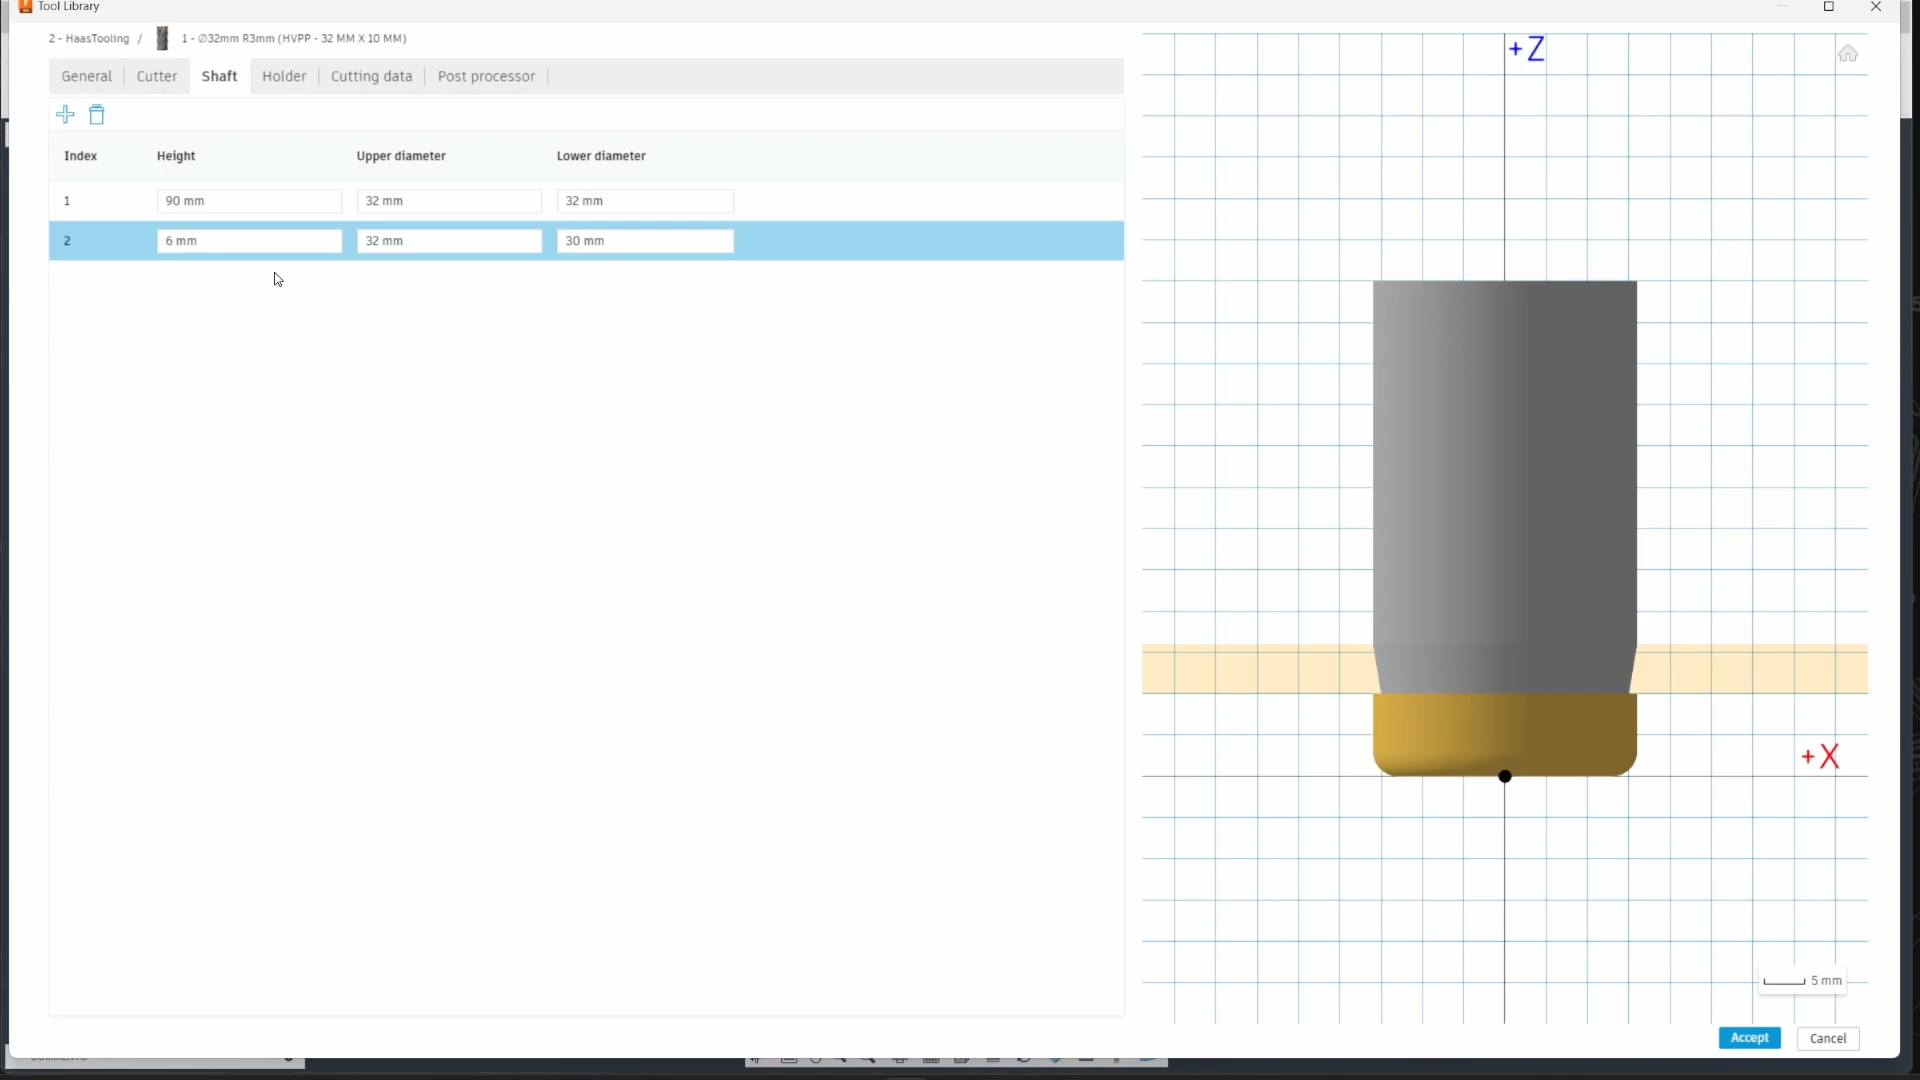 Tool Library
2 - HaasTooling / 1 - Ø32mm R3mm (HVPP - 32 MM X 10 MM)
General Cutter Shaft Holder Cutting data Post processor
Index Height Upper diameter Lower diameter
1 90 mm 32 mm 32 mm
2 6 mm 32 mm 30 mm
+Z
+X
5 mm
Accept Cancel